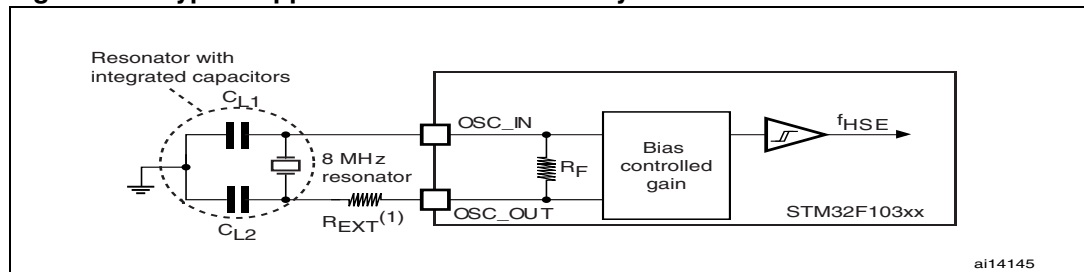 Resonator with
integrated capacitors
CL1
OSC_IN
fHSE
8 MHz
resonator
RF
Bias
controlled
gain
REXT(1)
OSC_OUT
STM32F103xx
CL2
ai14145